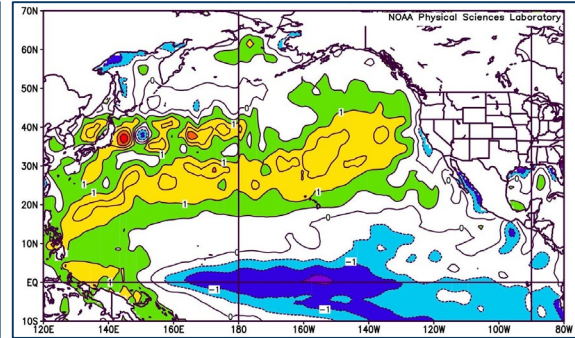 NOAA Physical Sciences Laboratory
70N
60N
50N
40N
30N
20N
10N
EQ
10S
120E 140E 160E 180 160W 140W 120W 100W 80W
1
1
1
1
1
1
0
0
0
-1
-1
-1